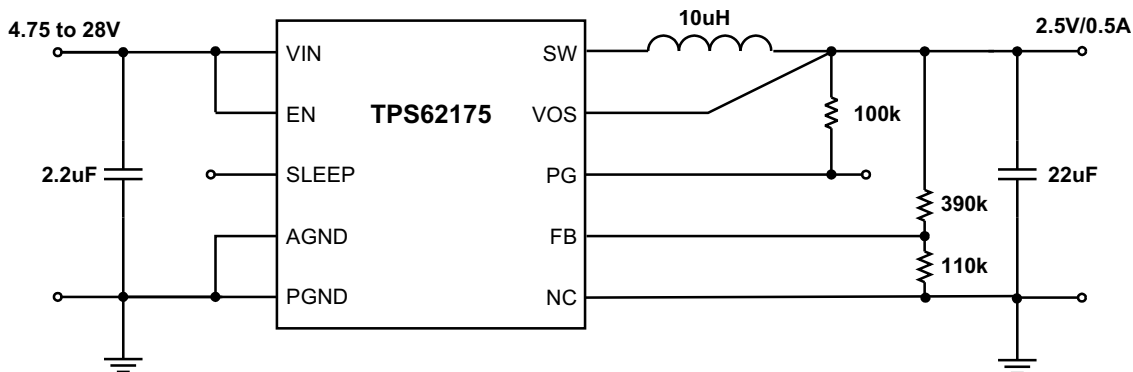 10uH
4.75 to 28V
2.5V/0.5A
VIN
SW
EN
TPS62175
VOS
100k
2.2uF
SLEEP
PG
22uF
390k
AGND
FB
110k
PGND
NC